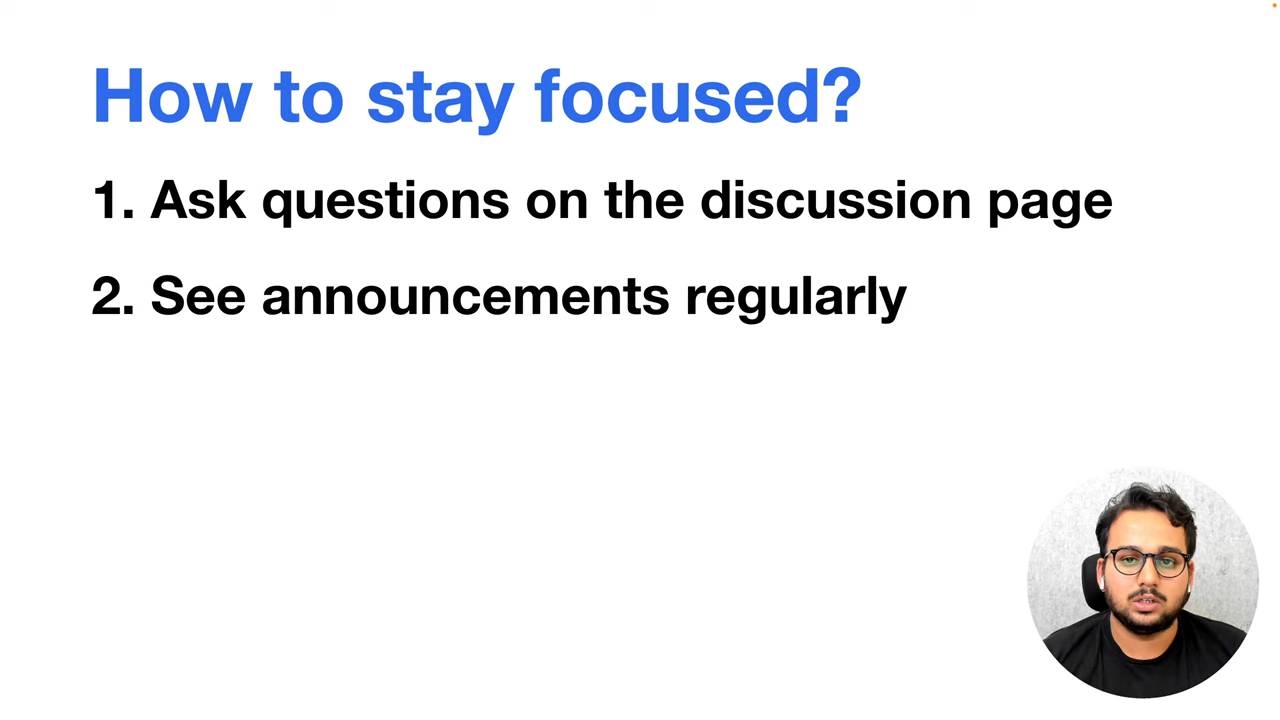 How to stay focused?
1. Ask questions on the discussion page
2. See announcements regularly